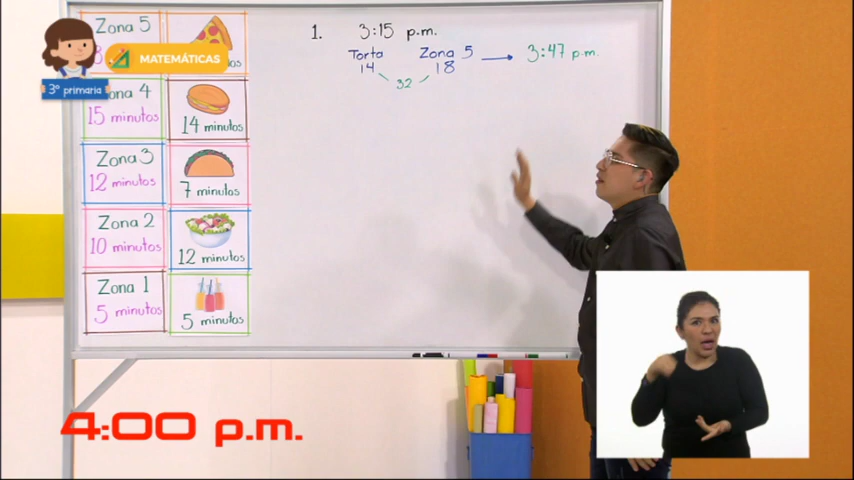 Zona 5
MATEMÁTICAS
3º primaria
Zona 4
15 minutos
14 minutos
Zona 3
12 minutos
7 minutos
Zona 2
10 minutos
12 minutos
Zona 1
5 minutos
5 minutos
1. 3:15 p.m.
Torta Zona 5 → 3:47 p.m.
14 18
32
4:00 p.m.